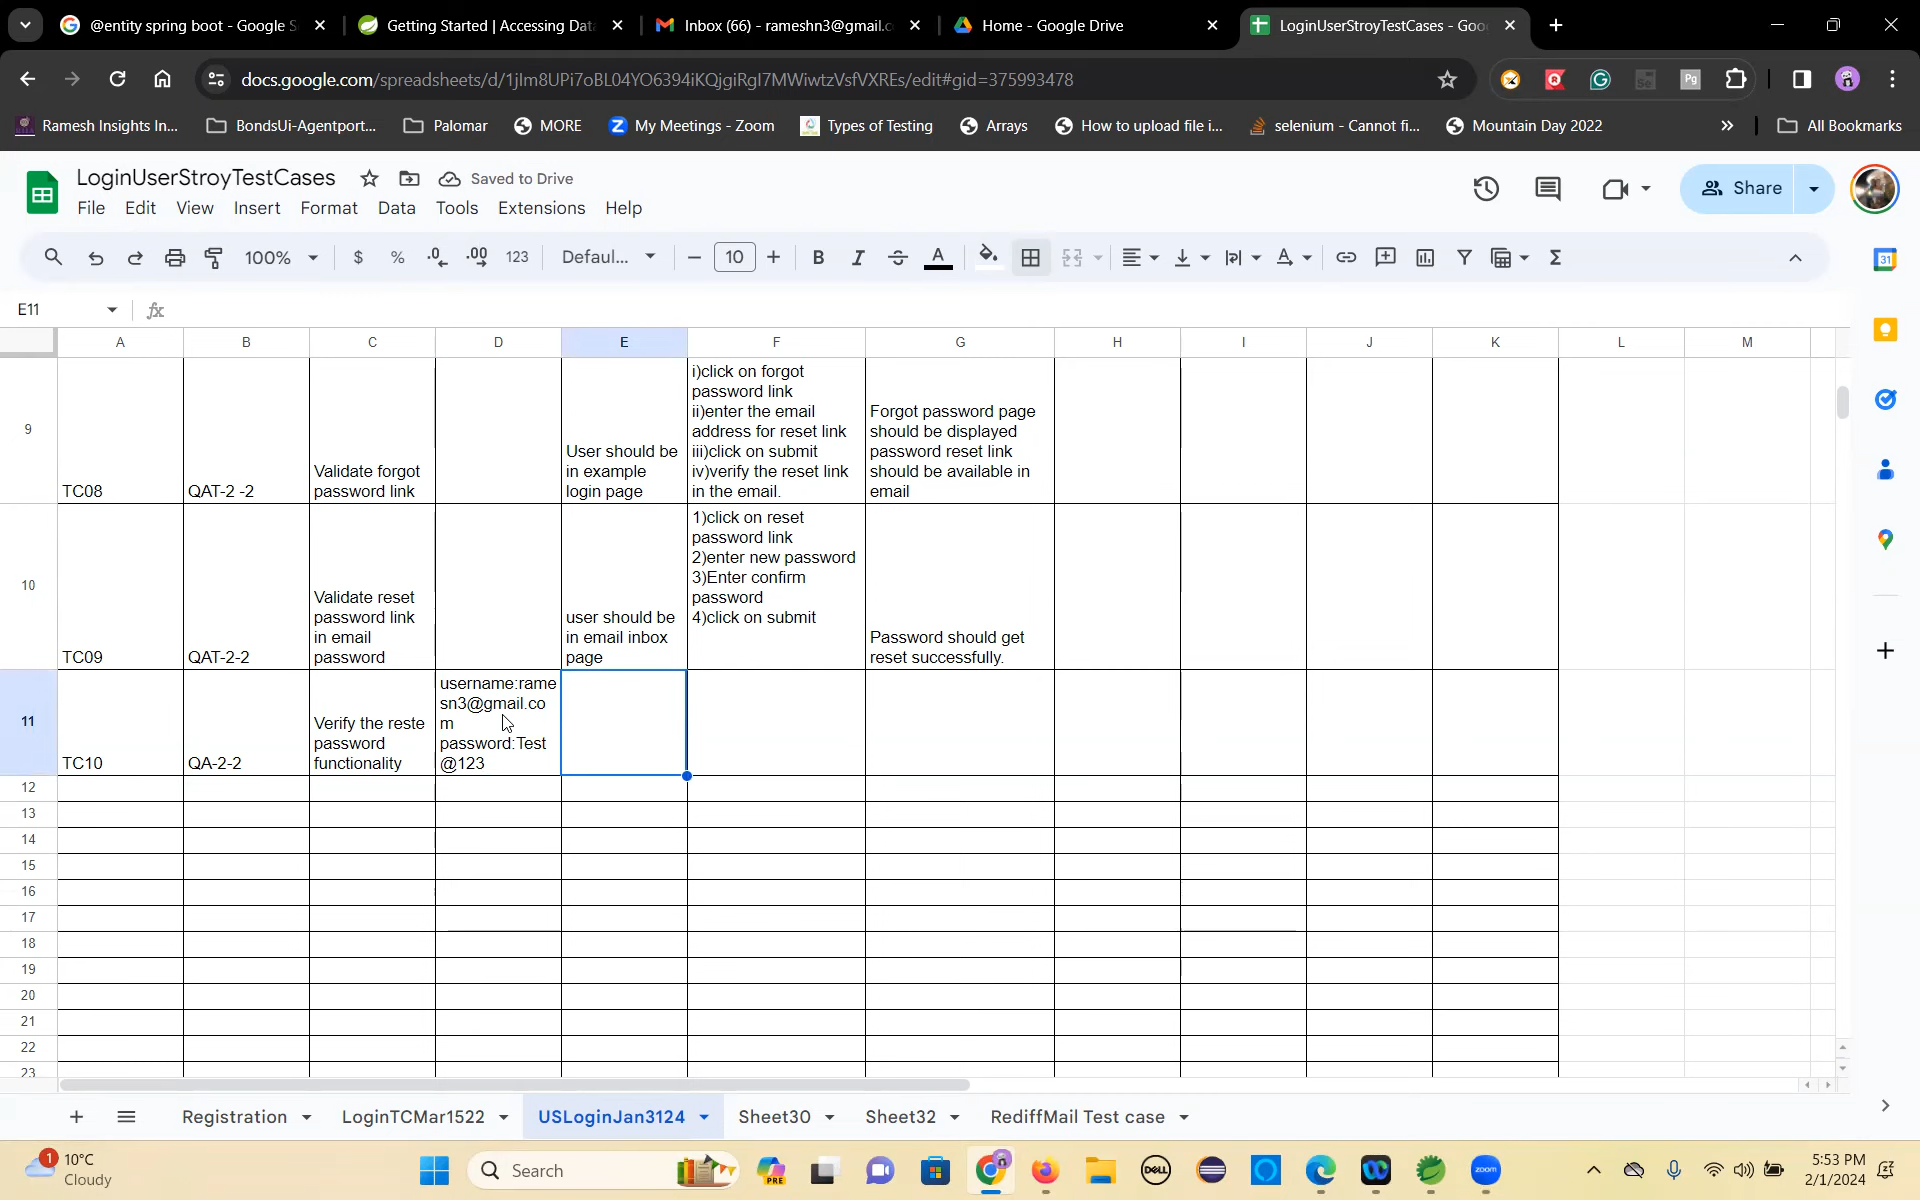 @entity spring boot - Google S
Getting Started | Accessing Data
Inbox (66) - rameshn3@gmail.c
Home - Google Drive
LoginUserStroyTestCases - Goo
docs.google.com/spreadsheets/d/1jIm8UPi7oBL04YO6394iKQjgiRgI7MWiwtzVsfVXREs/edit#gid=375993478
Ramesh Insights In...
BondsUi-Agentport...
Palomar
MORE
My Meetings - Zoom
Types of Testing
Arrays
How to upload file i...
selenium - Cannot fi...
Mountain Day 2022
All Bookmarks
LoginUserStroyTestCases
Saved to Drive
File Edit View Insert Format Data Tools Extensions Help
Share
100%
$ % .0 .00 123
Defaul...
10
E11
A B C D E F G H I J K L M
9
TC08
QAT-2 -2
Validate forgot
password link
User should be
in example
login page
i)click on forgot
password link
ii)enter the email
address for reset link
iii)click on submit
iv)verify the reset link
in the email.
Forgot password page
should be displayed
password reset link
should be available in
email
10
TC09
QAT-2-2
Validate reset
password link
in email
password
user should be
in email inbox
page
1)click on reset
password link
2)enter new password
3)Enter confirm
password
4)click on submit
Password should get
reset successfully.
11
TC10
QA-2-2
Verify the reste
password
functionality
username:rame
sn3@gmail.co
m
password:Test
@123
12
13
14
15
16
17
18
19
20
21
22
23
Registration
LoginTCMar1522
USLoginJan3124
Sheet30
Sheet32
RediffMail Test case
1
10°C
Cloudy
Search
PRE
DELL
zoom
5:53 PM
2/1/2024